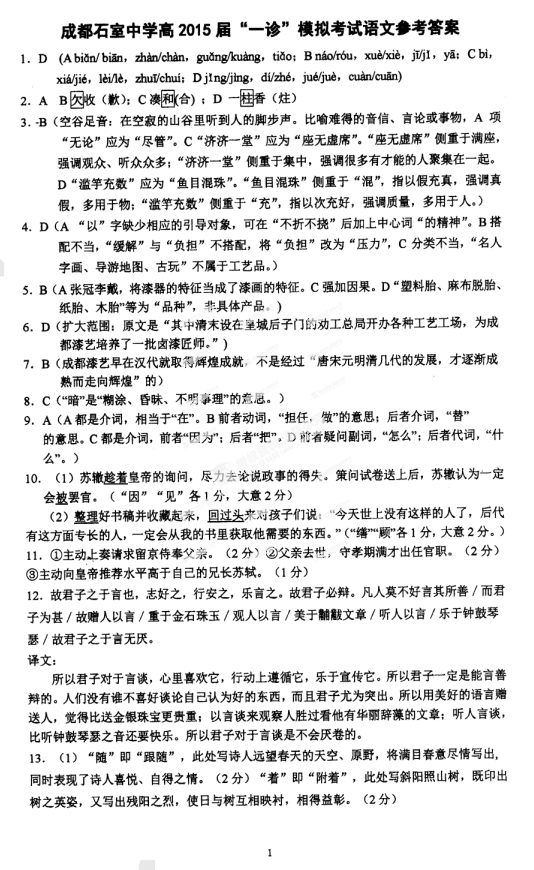 成都石室中学高2015届“一诊”模拟考试语文参考答案
1．D （A biǎn/ biān，zhàn/chàn，guǎng/kuàng，tiǎo；B náo/róu，xuè/xiè，jī/jǐ，yā；C bì，
xiá/jié，lèi/lè，zhuī/chuí；D jīng/jìng，dí/zhé，jué/juè，cuàn/cuān）
2．A　B欠收（歉）；C凑和(合)；D 一柱香（炷）
3．B（空谷足音：在空寂的山谷里听到人的脚步声。比喻难得的音信、言论或事物，A 项
“无论”应为“尽管”。C“济济一堂”应为“座无虚席”。“座无虚席”侧重于满座，
强调观众、听众众多；“济济一堂”侧重于集中，强调很多有才能的人聚集在一起。
D“滥竽充数”应为“鱼目混珠”。“鱼目混珠”侧重于“混”，指以假充真，强调真
假，多用于物；“滥竽充数”侧重于“充”，指以次充好，强调质量，多用于人。）
4．D（A “以”字缺少相应的引导对象，可在“不折不挠”后加上中心词“的精神”。B搭
配不当，“缓解”与“负担”不搭配，将“负担”改为“压力”，C 分类不当，“名人
字画、导游地图、古玩”不属于工艺品。）
5．B（A张冠李戴，将漆器的特征当成了漆画的特征。C强加因果。D“塑料胎、麻布脱胎、
纸胎、木胎”等为“品种”，非具体产品。)
6．D（扩大范围：原文是“其中清末设在皇城后子门的劝工总局开办各种工艺工场，为成
都漆艺培养了一批卤漆匠师。”)
7．B（成都漆艺早在汉代就取得辉煌成就，不是经过“唐宋元明清几代的发展，才逐渐成
熟而走向辉煌”的）
8．C（“暗”是“糊涂、昏昧、不明事理”的意思。）
9．A（A都是介词，相当于“在”。B前者动词，“担任，做”的意思；后者介词，“替”
的意思。C都是介词，前者“因为”；后者“把”。D前者疑问副词，“怎么”；后者代词，“什
么”。）
10．（1）苏辙趁着皇帝的询问，尽力去论说政事的得失。策问试卷送上后，苏辙认为一定
会被罢官。（“因”“见”各1分，大意2分）
（2）整理好书稿并收藏起来，回过头来对孩子们说：“今天世上没有这样的人了，后代
有这方面专长的人，一定会从我的书里获取他需要的东西。”（“缮”“顾”各1分，大意2分。）
11．①主动上奏请求留京侍奉父亲。（2分）②父亲去世，守孝期满才出任官职。（2分）
③主动向皇帝推荐水平高于自己的兄长苏轼。（1分）
12．故君子之于言也，志好之，行安之，乐言之。故君子必辩。凡人莫不好言其所善／而君
子为甚／故赠人以言／重于金石珠玉／观人以言／美于黼黻文章／听人以言／乐于钟鼓琴
瑟／故君子之于言无厌。
译文：
所以君子对于言谈，心里喜欢它，行动上遵循它，乐于宣传它。所以君子一定是能言善
辩的。人们没有谁不喜好谈论自己认为好的东西，而且君子尤为突出。所以用美好的语言赠
送人，觉得比送金银珠宝更贵重；以言谈来观察人胜过看他有华丽辞藻的文章；听人言谈，
比听钟鼓琴瑟之音还要快乐。所以君子对于言谈是不会厌卷的。
13．（1）“随”即“跟随”，此处写诗人远望春天的天空、原野，将满目春意尽情写出，
同时表现了诗人喜悦、自得之情。（2分）“着”即“附着”，此处写斜阳照山树，既印出
树之英姿，又写出残阳之烈，使日与树互相映衬，相得益彰。（2分）
1